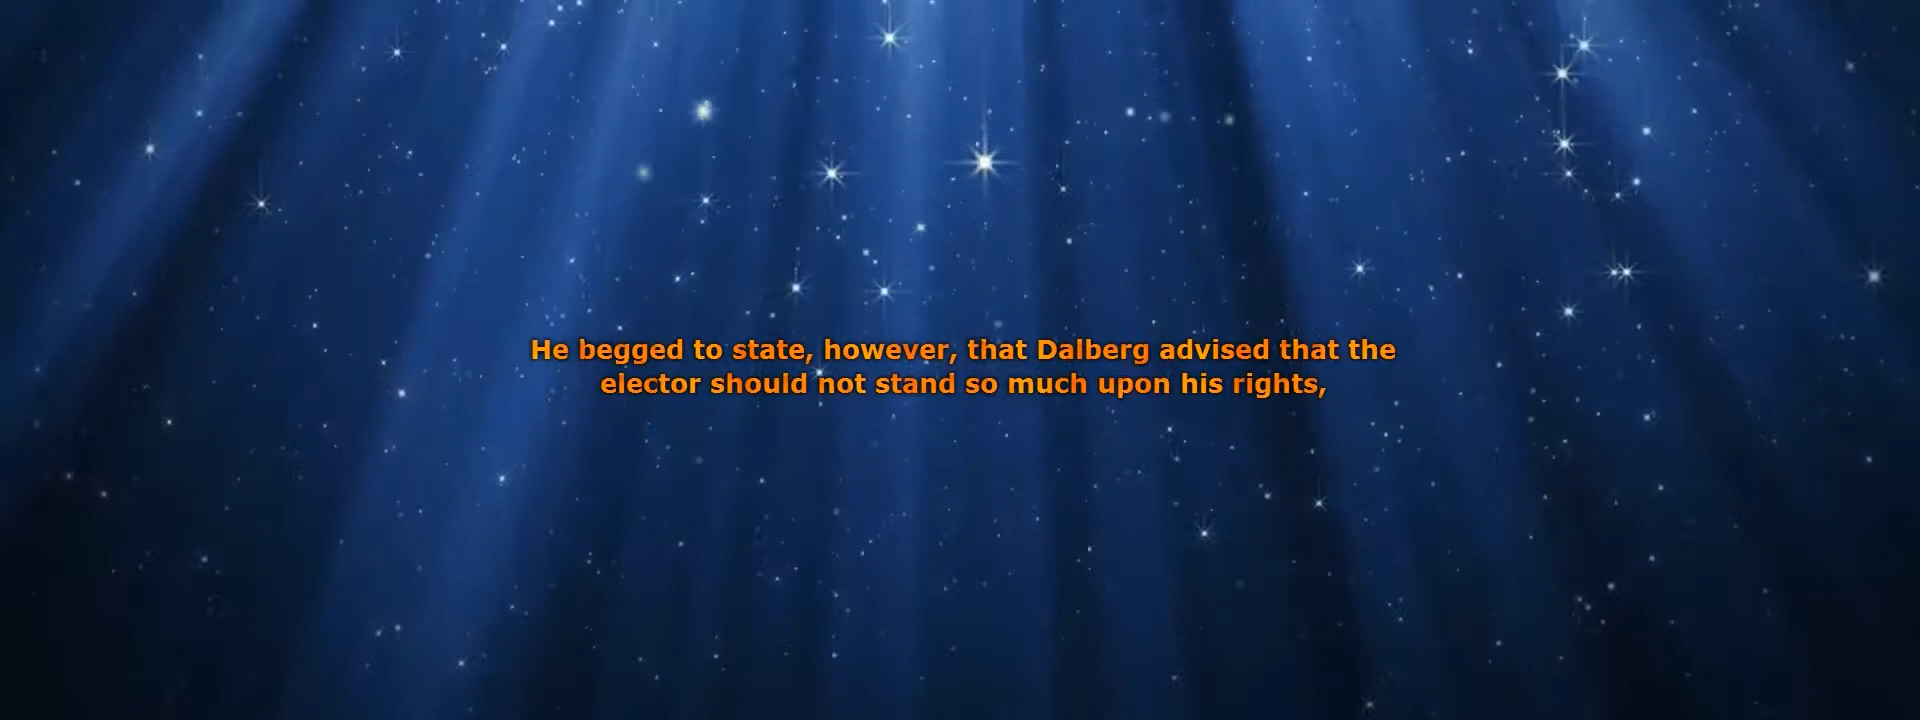 He begged to state, however, that Dalberg advised that the
elector should not stand so much upon his rights,